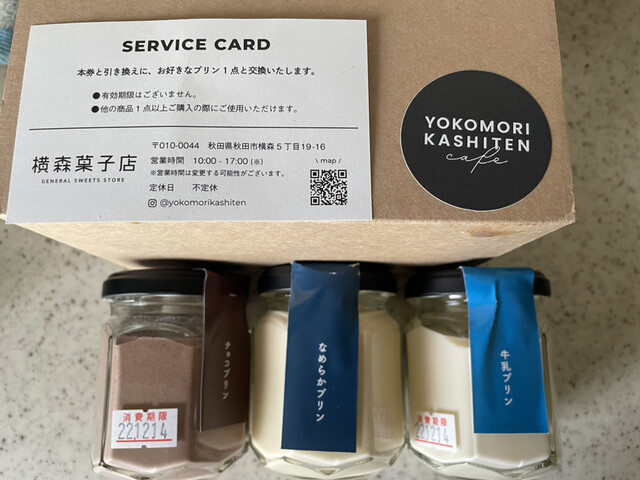 SERVICE CARD
本券と引き換えに、お好きなプリン1点と交換いたします。
●有効期限はございません。
●他の商品1点以上ご購入の際にご使用いただけます。
横森菓子店
GENERAL SWEETS STORE
〒010-0044 秋田県秋田市横森5丁目19-16
営業時間 10:00 - 17:00 (※)
※営業時間は変更する可能性がございます。
定休日 不定休
@yokomorikashiten
\ map /
YOKOMORI
KASHITEN
cafe
チョコプリン
消費期限
22.12.14
なめらかプリン
牛乳プリン
消費期限
22.12.14